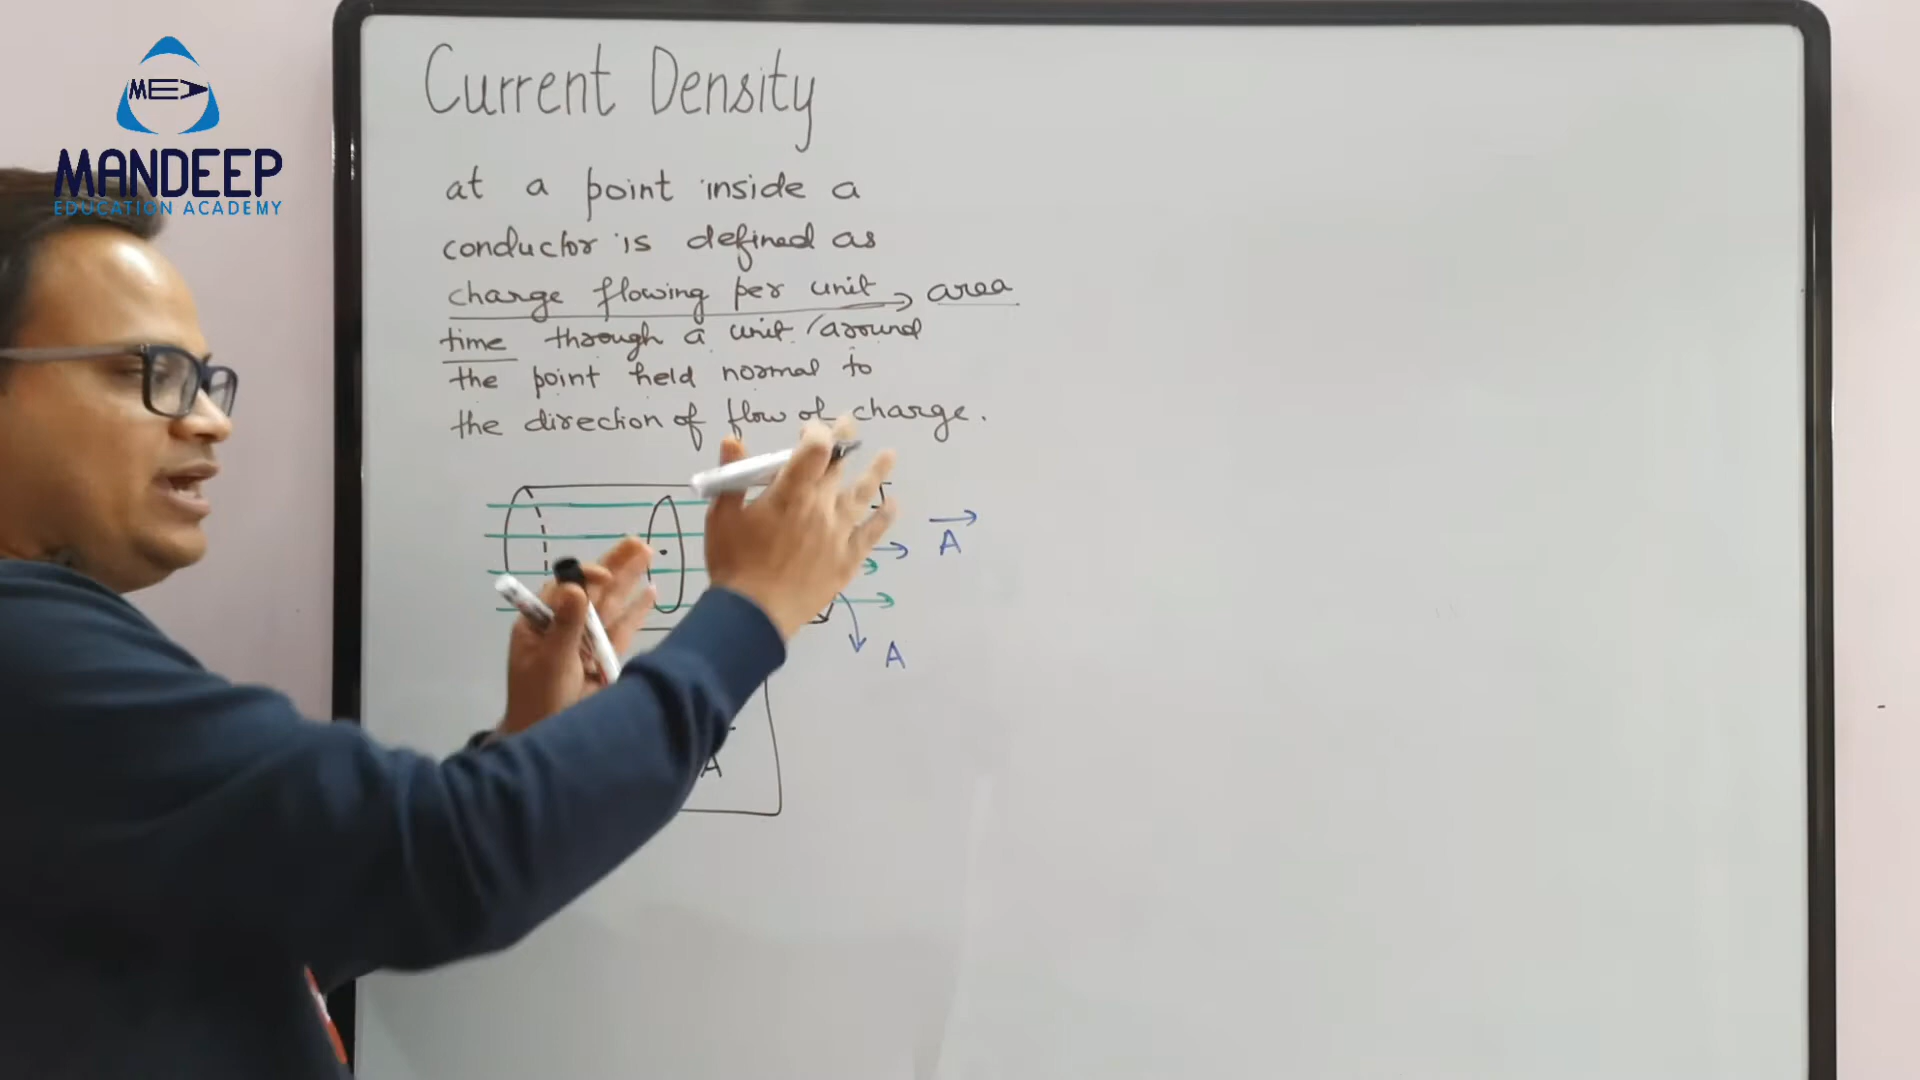 MED
MANDEEP
EDUCATION ACADEMY
Current Density
at a point inside a
conductor is defined as
charge flowing per unit → area
time through a unit / around
the point held normal to
the direction of flow of charge.
A
A
A